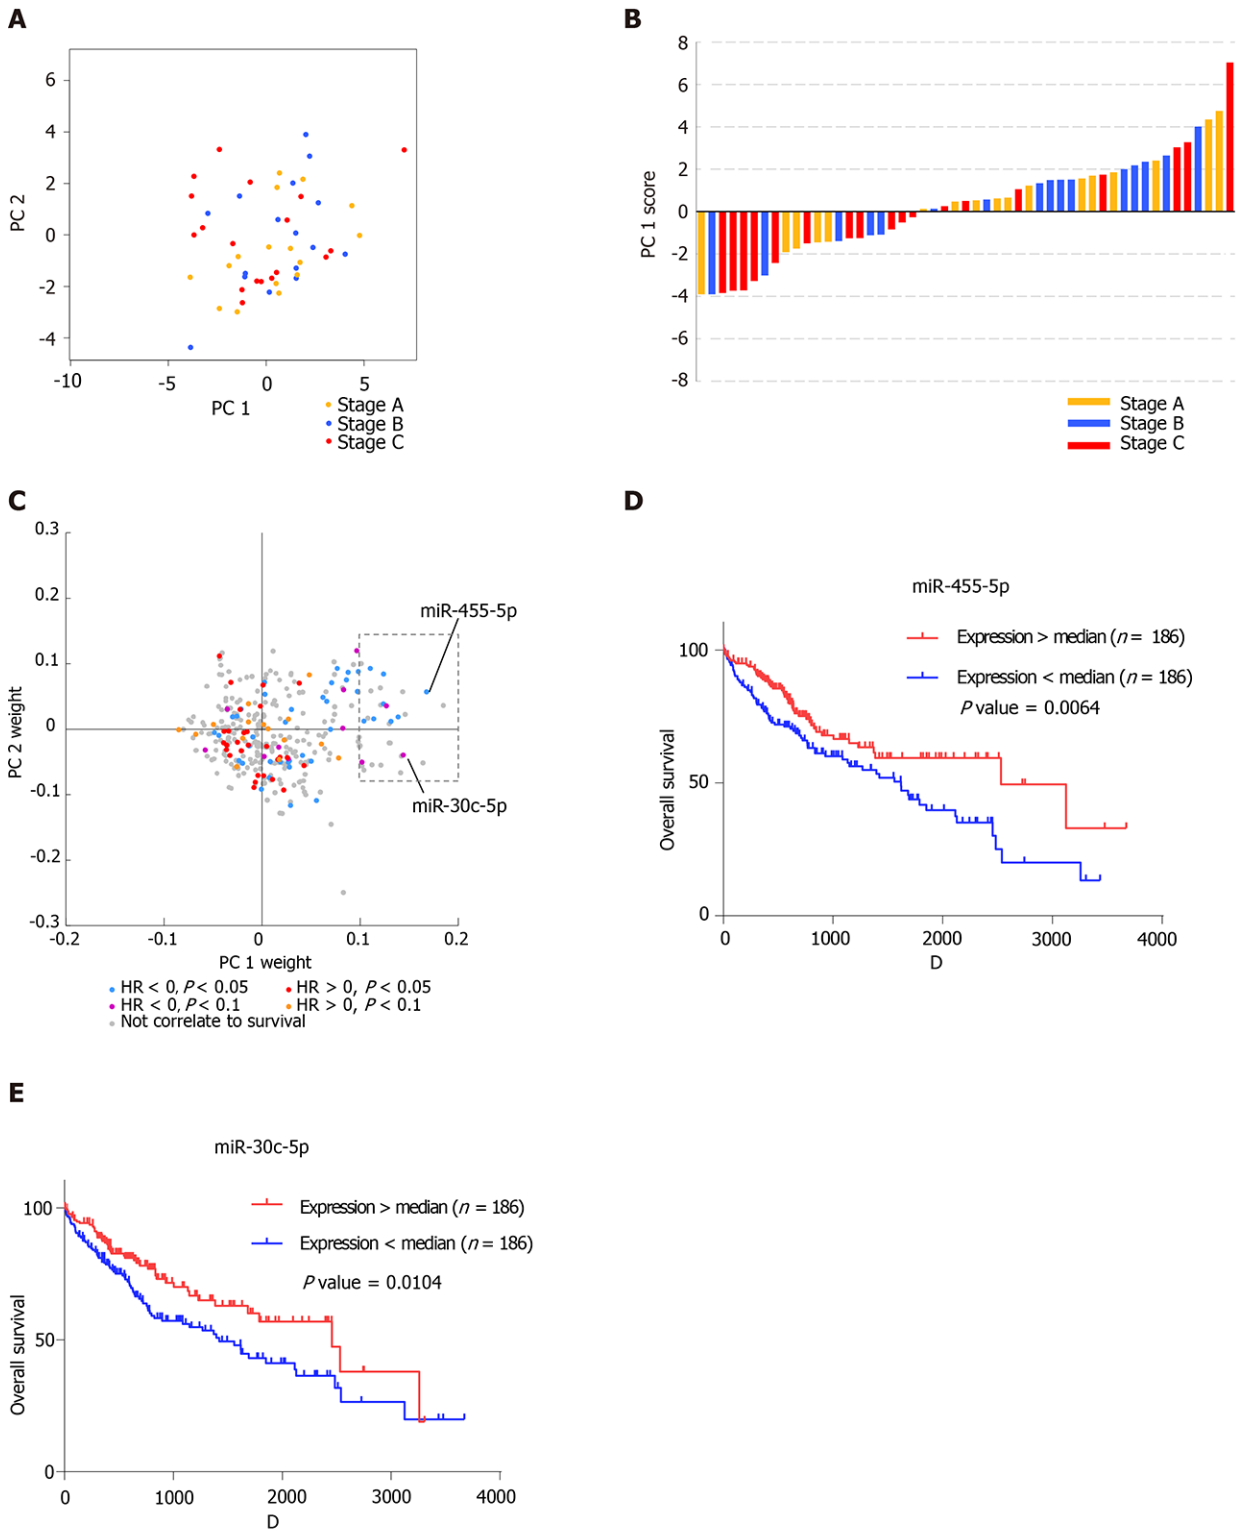 A
PC 2
6
4
2
0
-2
-4
-10
-5
0
5
PC 1
Stage A
Stage B
Stage C
B
PC 1 score
8
6
4
2
0
-2
-4
-6
-8
Stage A
Stage B
Stage C
C
PC 2 weight
0.3
0.2
0.1
0
-0.1
-0.2
-0.3
-0.2
-0.1
0
0.1
0.2
PC 1 weight
miR-455-5p
miR-30c-5p
HR < 0, P < 0.05
HR > 0, P < 0.05
HR < 0, P < 0.1
HR > 0, P < 0.1
Not correlate to survival
D
miR-455-5p
Expression > median (n = 186)
Expression < median (n = 186)
P value = 0.0064
Overall survival
100
50
0
0
1000
2000
3000
4000
D
E
miR-30c-5p
Expression > median (n = 186)
Expression < median (n = 186)
P value = 0.0104
Overall survival
100
50
0
0
1000
2000
3000
4000
D